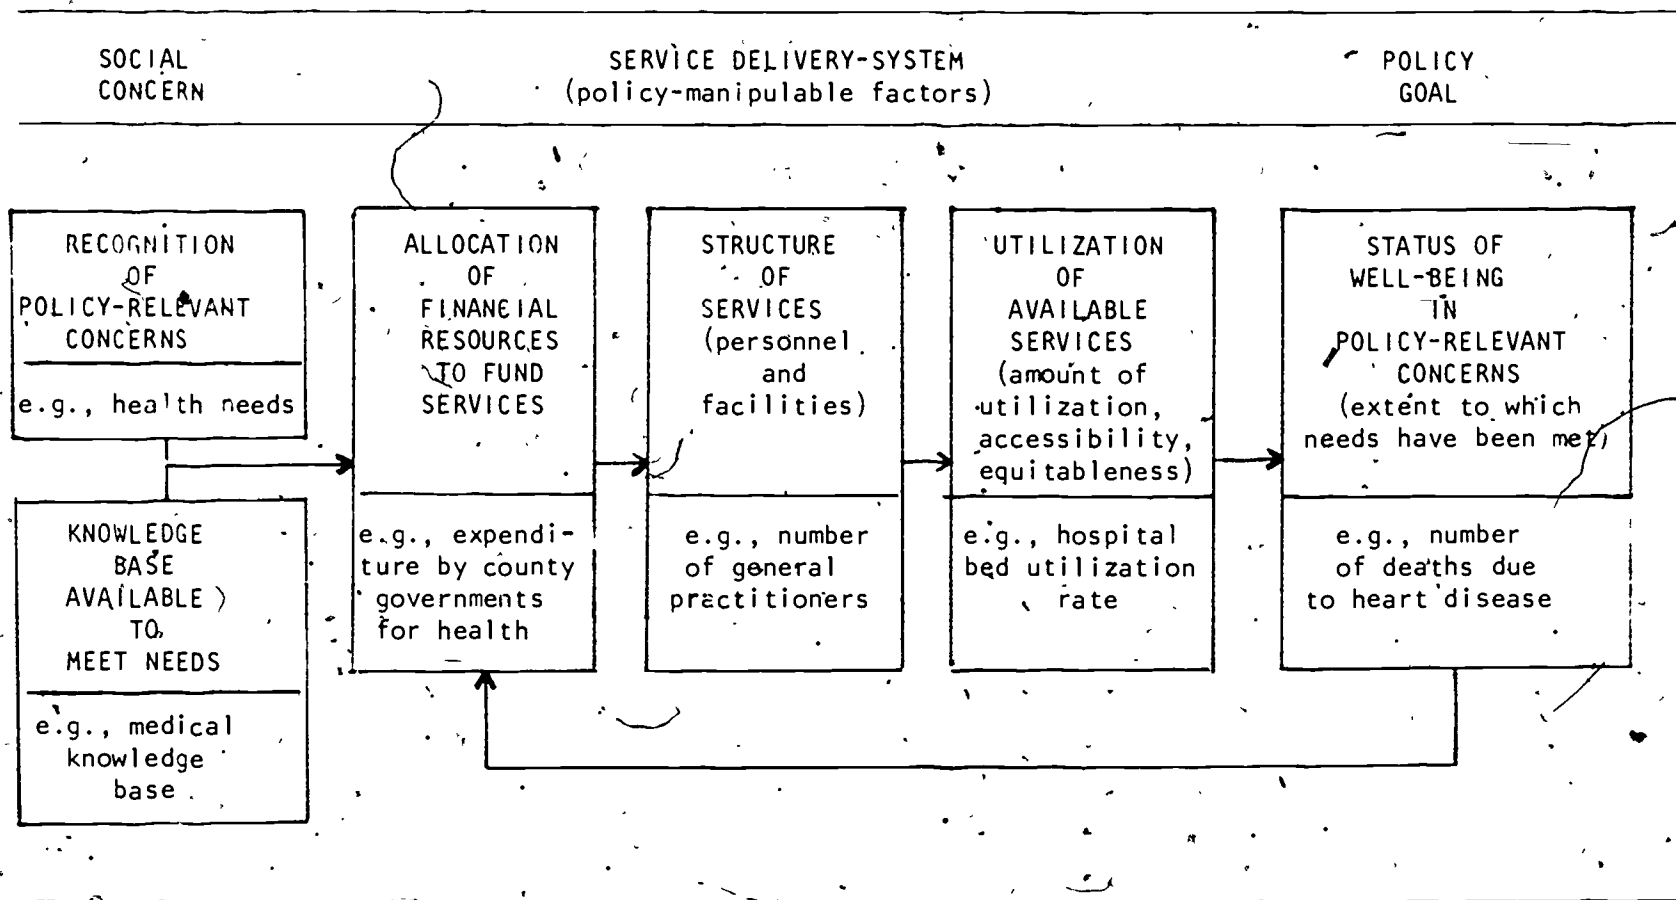 SOCIAL
CONCERN
SERVICE DELIVERY-SYSTEM
(policy-manipulable factors)
POLICY
GOAL
RECOGNITION
OF
POLICY-RELEVANT
CONCERNS
e.g., health needs
KNOWLEDGE
BASE
AVAILABLE)
TO
MEET NEEDS
e.g., medical
knowledge
base
ALLOCATION
OF
FINANCIAL
RESOURCES
TO FUND
SERVICES
e.g., expendi-
ture by county
governments
for health
STRUCTURE
OF
SERVICES
(personnel
and
facilities)
e.g., number
of general
practitioners
UTILIZATION
OF
AVAILABLE
SERVICES
(amount of
utilization,
accessibility,
equitableness)
e.g., hospital
bed utilization
rate
STATUS OF
WELL-BEING
IN
POLICY-RELEVANT
CONCERNS
(extent to which
needs have been met)
e.g., number
of deaths due
to heart disease